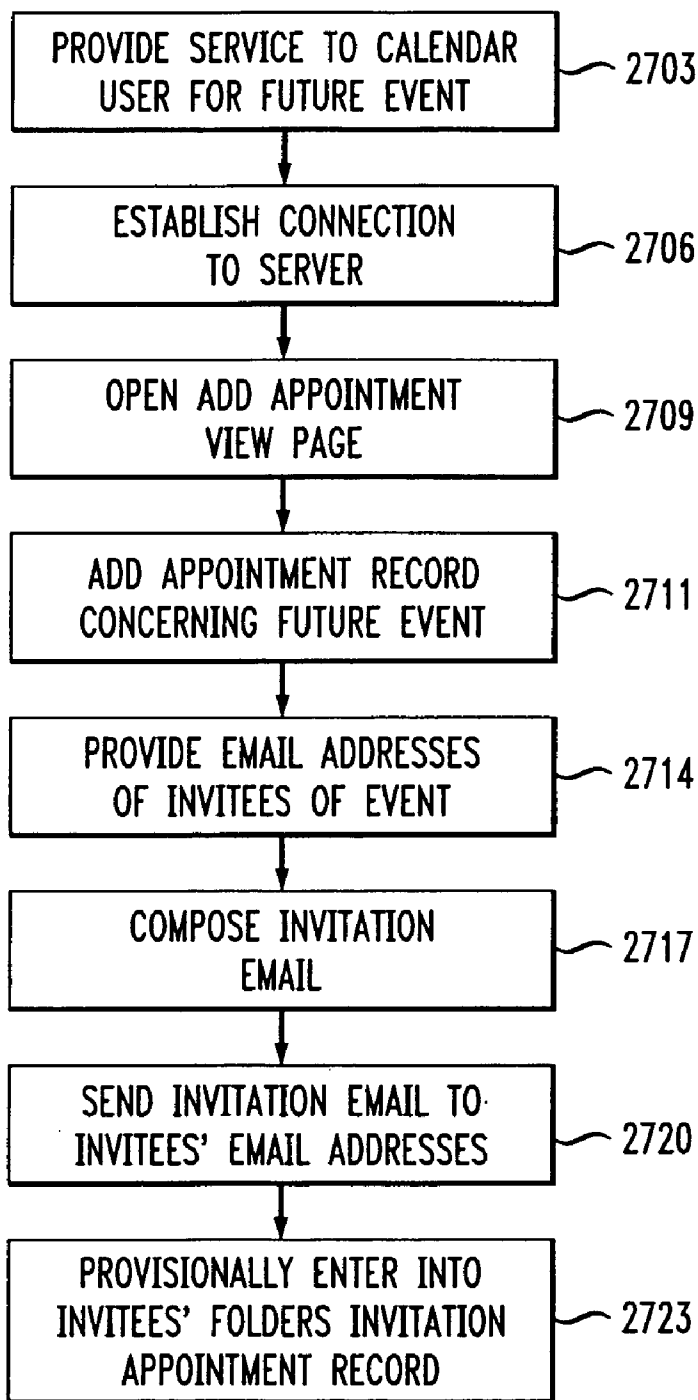 PROVIDE SERVICE TO CALENDAR
USER FOR FUTURE EVENT
2703
ESTABLISH CONNECTION
TO SERVER
2706
OPEN ADD APPOINTMENT
VIEW PAGE
2709
ADD APPOINTMENT RECORD
CONCERNING FUTURE EVENT
2711
PROVIDE EMAIL ADDRESSES
OF INVITEES OF EVENT
2714
COMPOSE INVITATION
EMAIL
2717
SEND INVITATION EMAIL TO
INVITEES' EMAIL ADDRESSES
2720
PROVISIONALLY ENTER INTO
INVITEES' FOLDERS INVITATION
APPOINTMENT RECORD
2723